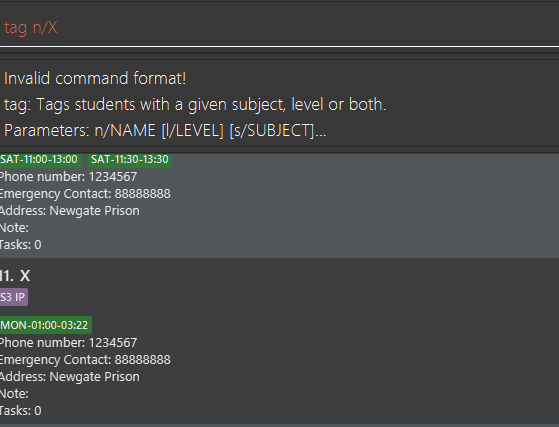 tag n/X
Invalid command format!
tag: Tags students with a given subject, level or both.
Parameters: n/NAME [l/LEVEL] [s/SUBJECT]...
SAT-11:00-13:00 SAT-11:30-13:30
Phone number: 1234567
Emergency Contact: 88888888
Address: Newgate Prison
Note:
Tasks: 0
11. X
S3 IP
MON-01:00-03:22
Phone number: 1234567
Emergency Contact: 88888888
Address: Newgate Prison
Note:
Tasks: 0